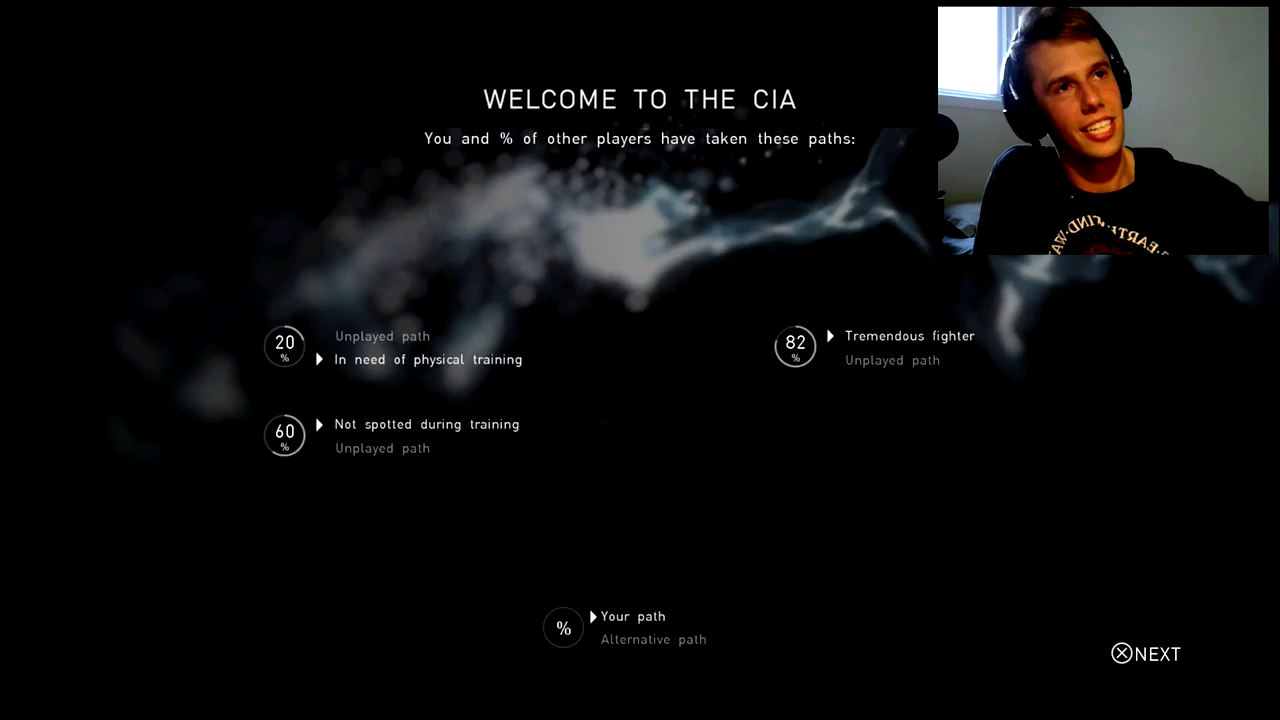 WELCOME TO THE CIA
You and % of other players have taken these paths:
20 %
Unplayed path
In need of physical training
82 %
Tremendous fighter
Unplayed path
60 %
Not spotted during training
Unplayed path
%
Your path
Alternative path
NEXT